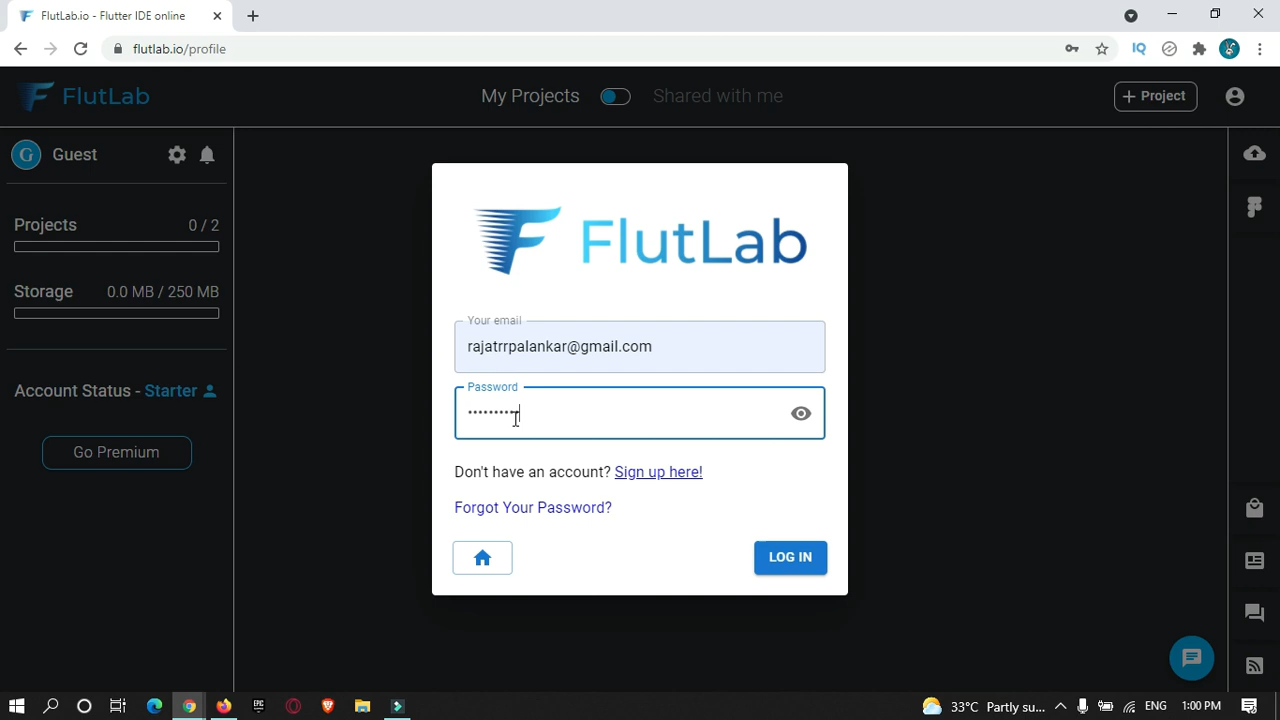 FlutLab.io - Flutter IDE online
flutlab.io/profile
IQ
FlutLab
My Projects
Shared with me
+ Project
G Guest
Projects 0 / 2
Storage 0.0 MB / 250 MB
Account Status - Starter
Go Premium
FlutLab
Your email
rajatrrpalankar@gmail.com
Password
••••••••••
Don't have an account? Sign up here!
Forgot Your Password?
LOG IN
EPIC
33°C Partly su...
ENG
1:00 PM